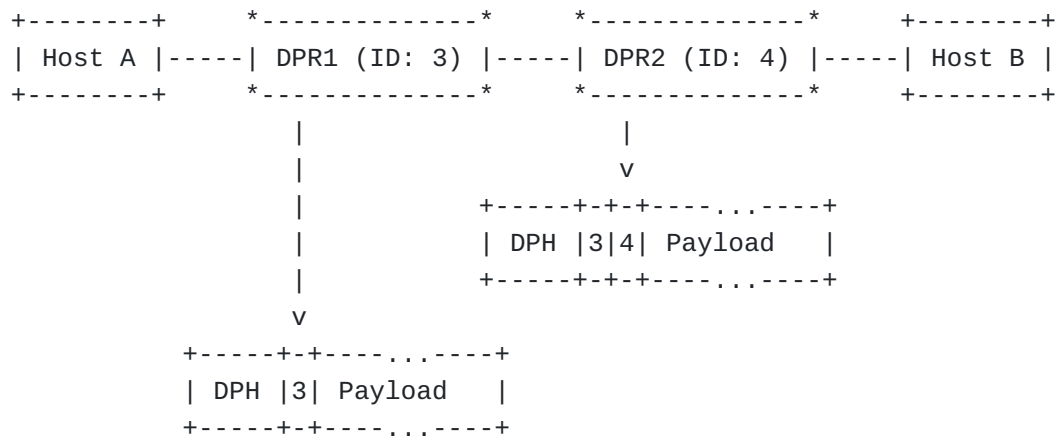 +--------+     *--------------*     *--------------*     +--------+
| Host A |-----| DPR1 (ID: 3) |-----| DPR2 (ID: 4) |-----| Host B |
+--------+     *--------------*     *--------------*     +--------+
                  |                    |
                  |                    v
                  |           +-----+-+-+----...----+
                  |           | DPH |3|4| Payload   |
                  |           +-----+-+-+----...----+
                  v
           +-----+-+----...----+
           | DPH |3| Payload   |
           +-----+-+----...----+